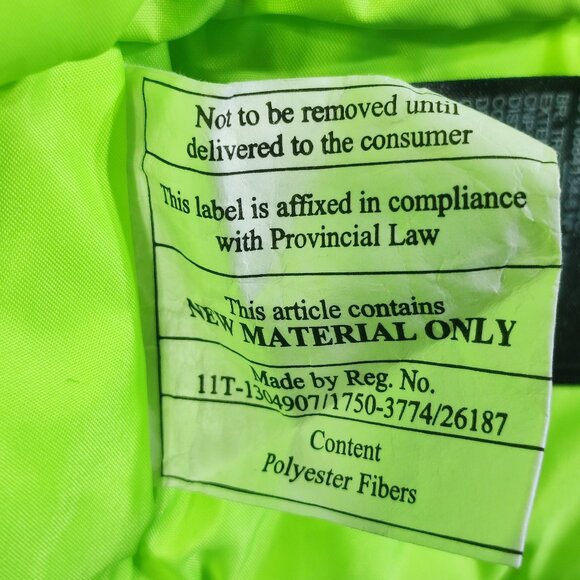 Not to be removed until
delivered to the consumer
This label is affixed in compliance
with Provincial Law
This article contains
NEW MATERIAL ONLY
Made by Reg. No.
11T-1304907/1750-3774/26187
Content
Polyester Fibers